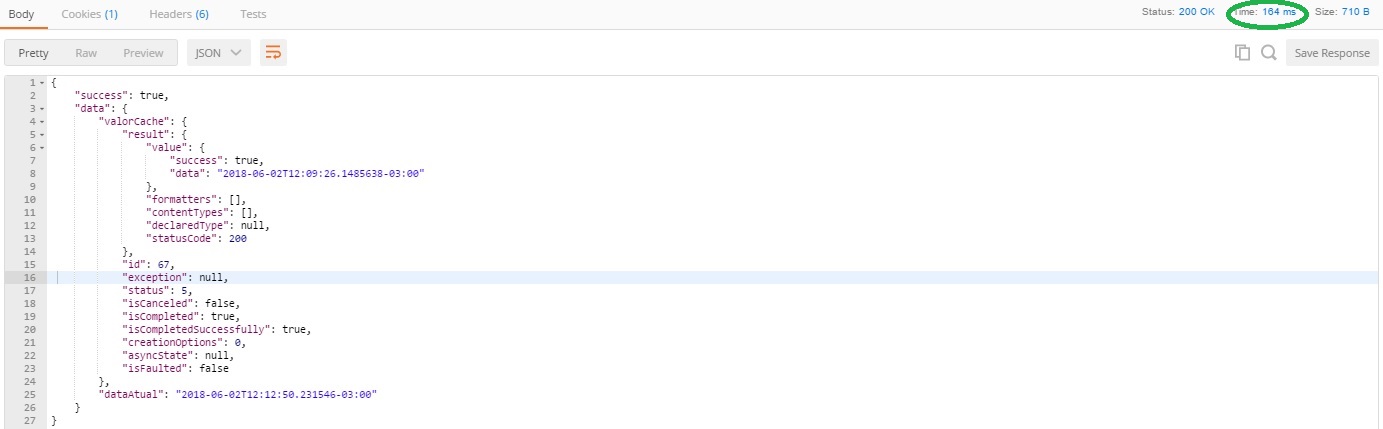 Body Cookies (1) Headers (6) Tests Status: 200 OK Time: 164 ms Size: 710 B
Pretty Raw Preview JSON Save Response
1 {
2 "success": true,
3 "data": {
4 "valorCache": {
5 "result": {
6 "value": {
7 "success": true,
8 "data": "2018-06-02T12:09:26.1485638-03:00"
9 },
10 "formatters": [],
11 "contentTypes": [],
12 "declaredType": null,
13 "statusCode": 200
14 },
15 "id": 67,
16 "exception": null,
17 "status": 5,
18 "isCanceled": false,
19 "isCompleted": true,
20 "isCompletedSuccessfully": true,
21 "creationOptions": 0,
22 "asyncState": null,
23 "isFaulted": false
24 },
25 "dataAtual": "2018-06-02T12:12:50.231546-03:00"
26 }
27 }